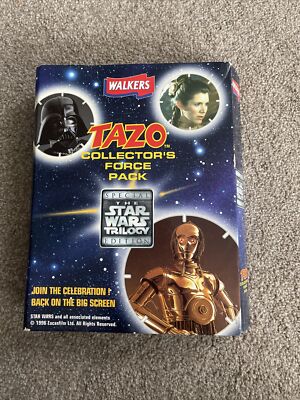 WALKERS
TAZO™
COLLECTOR'S
FORCE
PACK
SPECIAL
THE
STAR
WARS
TRILOGY
EDITION
JOIN THE CELEBRATION!
BACK ON THE BIG SCREEN
STAR WARS and all associated elements
© 1996 Lucasfilm Ltd. All Rights Reserved.